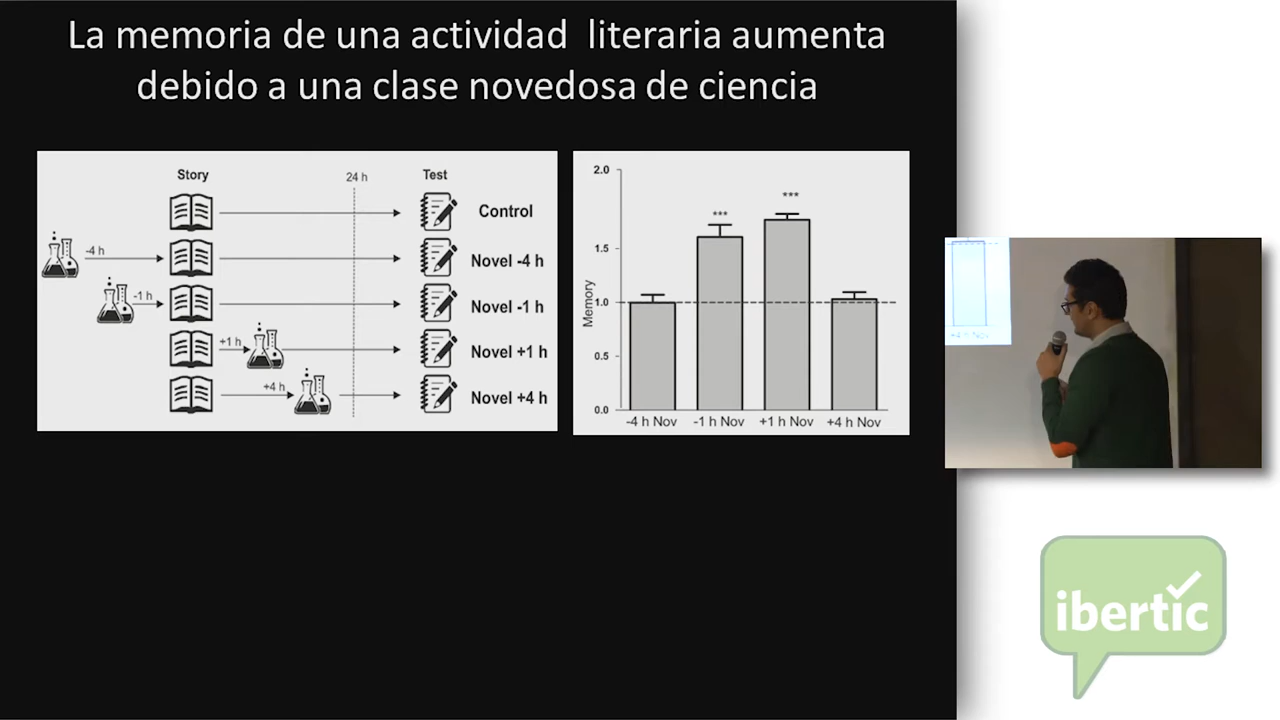 La memoria de una actividad literaria aumenta
debido a una clase novedosa de ciencia
Story
24 h
Test
Control
-4 h
Novel -4 h
-1 h
Novel -1 h
+1 h
Novel +1 h
+4 h
Novel +4 h
2.0
1.5
1.0
0.5
0.0
Memory
***
***
-4 h Nov
-1 h Nov
+1 h Nov
+4 h Nov
+4 h Nov
ibertic